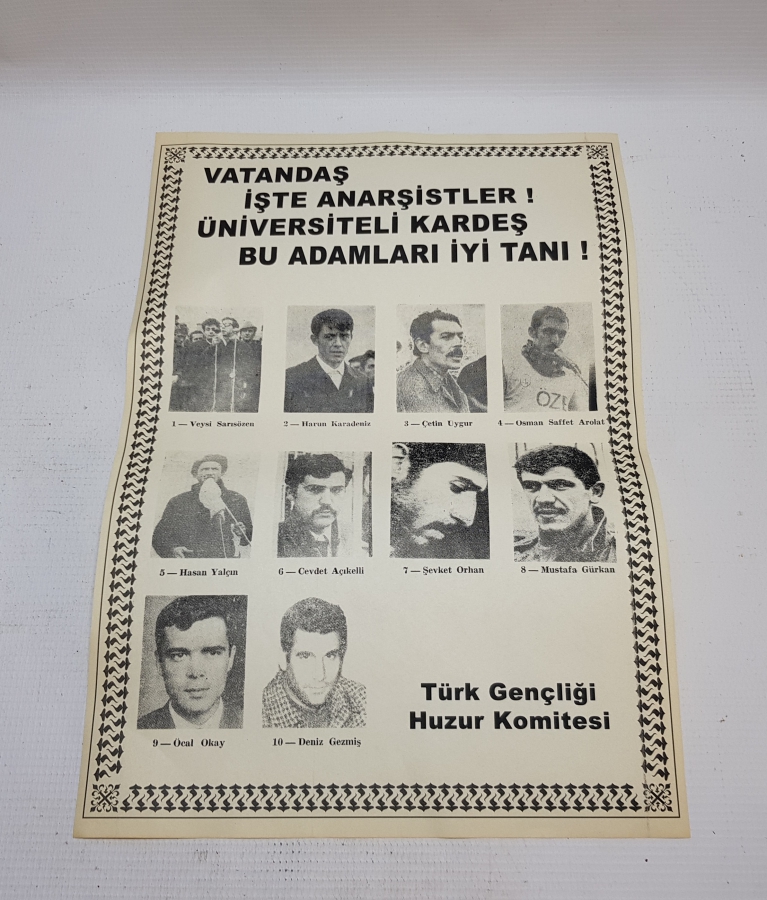 VATANDAŞ
İŞTE ANARŞİSTLER !
ÜNİVERSİTELİ KARDEŞ
BU ADAMLARI İYİ TANI !
ÖZE
1 — Veysi Sarısözen
2 — Harun Karadeniz
3 — Çetin Uygur
4 — Osman Saffet Arolat
5 — Hasan Yalçın
6 — Cevdet Açıkelli
7 — Şevket Orhan
8 — Mustafa Gürkan
9 — Öcal Okay
10 — Deniz Gezmiş
Türk Gençliği
Huzur Komitesi